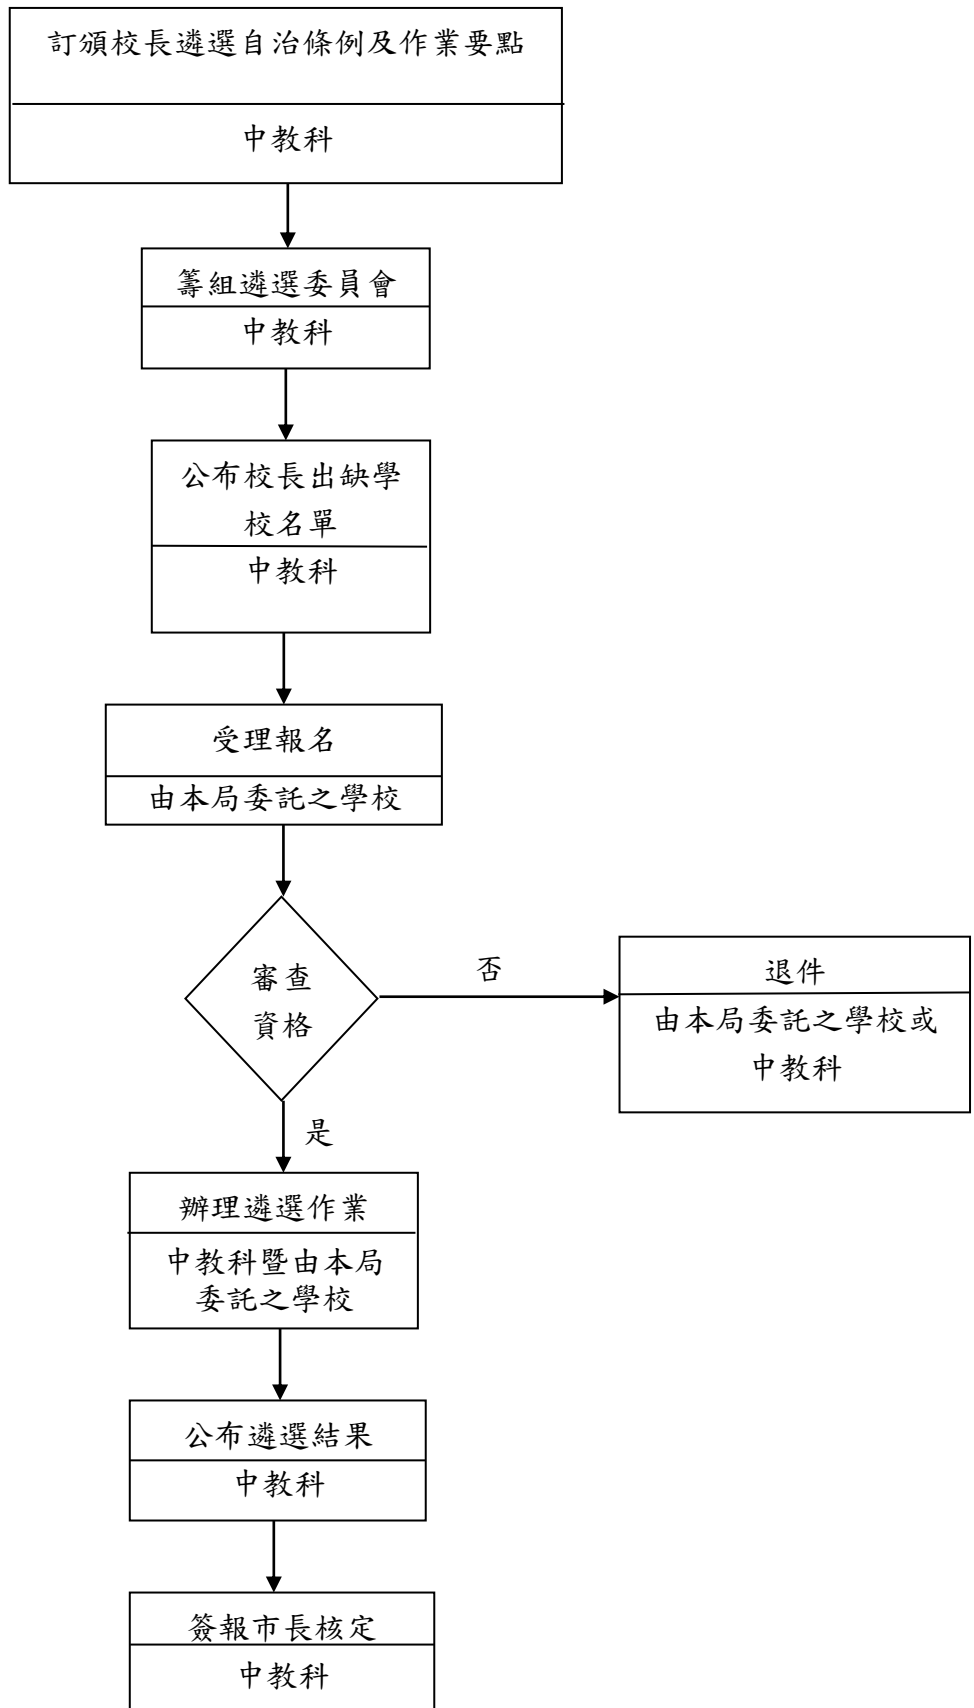 訂頒校長遴選自治條例及作業要點
中教科
籌組遴選委員會
中教科
公布校長出缺學
校名單
中教科
受理報名
由本局委託之學校
審查
資格
否
退件
由本局委託之學校或
中教科
是
辦理遴選作業
中教科暨由本局
委託之學校
公布遴選結果
中教科
簽報市長核定
中教科